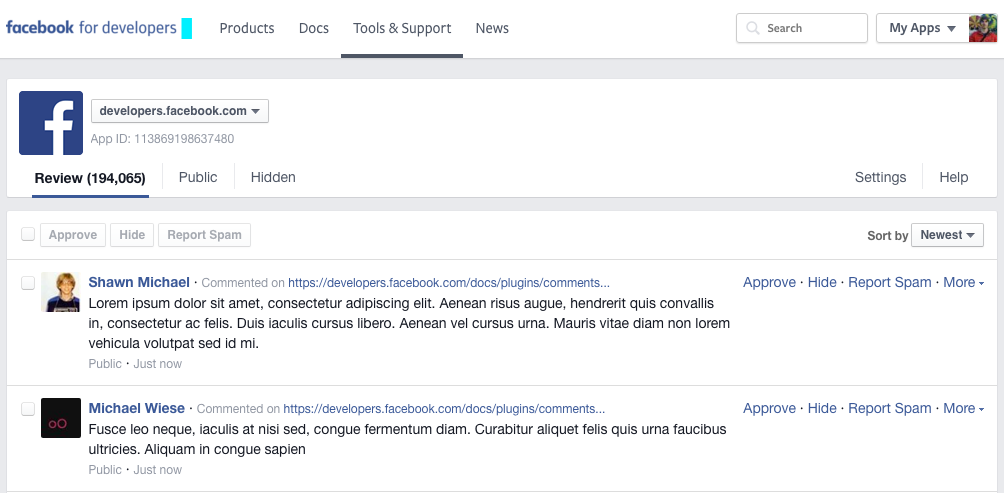 facebook for developers Products Docs Tools & Support News Search My Apps
developers.facebook.com
App ID: 113869198637480
Review (194,065) Public Hidden Settings Help
Approve Hide Report Spam Sort by Newest
Shawn Michael · Commented on https://developers.facebook.com/docs/plugins/comments... Approve · Hide · Report Spam · More
Lorem ipsum dolor sit amet, consectetur adipiscing elit. Aenean risus augue, hendrerit quis convallis
in, consectetur ac felis. Duis iaculis cursus libero. Aenean vel cursus urna. Mauris vitae diam non lorem
vehicula volutpat sed id mi.
Public · Just now
Michael Wiese · Commented on https://developers.facebook.com/docs/plugins/comments... Approve · Hide · Report Spam · More
Fusce leo neque, iaculis at nisi sed, congue fermentum diam. Curabitur aliquet felis quis urna faucibus
ultricies. Aliquam in congue sapien
Public · Just now